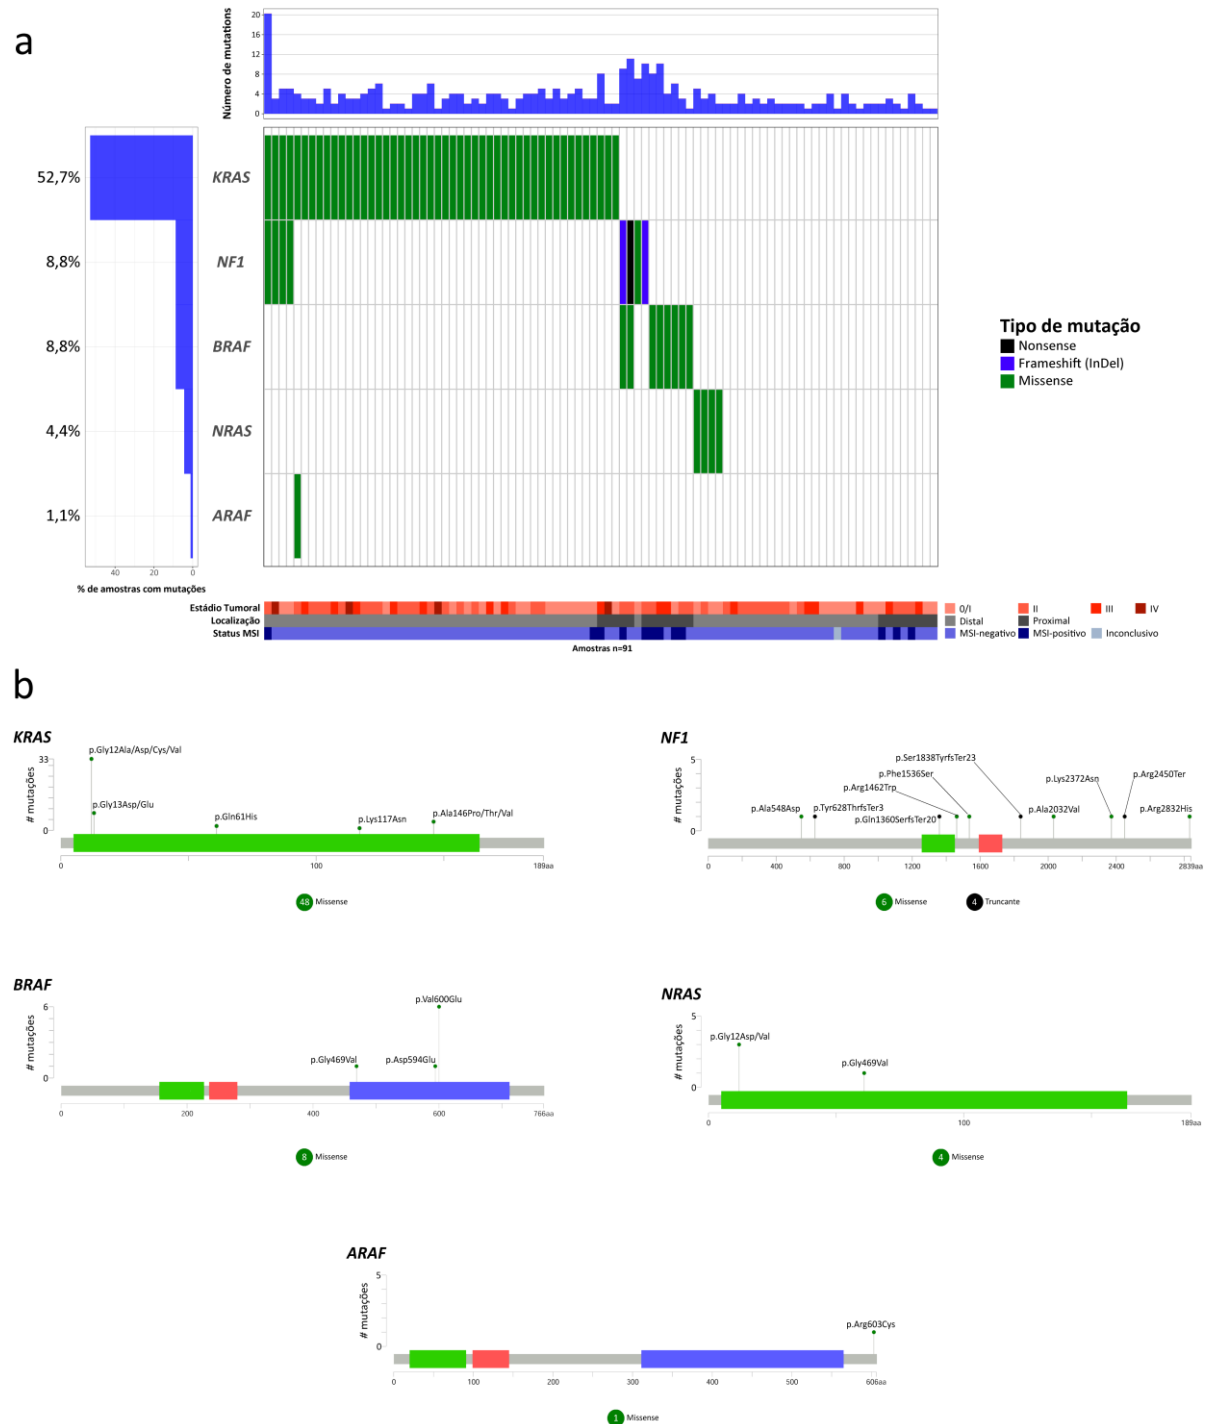 a
Número de mutations
20
16
12
8
4
0
52,7%
KRAS
8,8%
NF1
8,8%
BRAF
4,4%
NRAS
1,1%
ARAF
40
20
0
% de amostras com mutações
Tipo de mutação
Nonsense
Frameshift (InDel)
Missense
Estádio Tumoral
Localização
Status MSI
Amostras n=91
0/I
II
III
IV
Distal
Proximal
MSI-negativo
MSI-positivo
Inconclusivo
b
KRAS
# mutações
33
0
p.Gly12Ala/Asp/Cys/Val
p.Gly13Asp/Glu
p.Gln61His
p.Lys117Asn
p.Ala146Pro/Thr/Val
0
100
189aa
48 Missense
NF1
# mutações
5
0
p.Ser1838TyrfsTer23
p.Phe1536Ser
p.Arg1462Trp
p.Lys2372Asn
p.Arg2450Ter
p.Ala548Asp
p.Tyr628ThrfsTer3
p.Gln1360SerfsTer20
p.Ala2032Val
p.Arg2832His
0
400
800
1200
1600
2000
2400
2839aa
6 Missense
4 Truncante
BRAF
# mutações
6
0
p.Val600Glu
p.Gly469Val
p.Asp594Glu
0
200
400
600
766aa
8 Missense
NRAS
# mutações
5
0
p.Gly12Asp/Val
p.Gly469Val
0
100
189aa
4 Missense
ARAF
# mutações
5
0
p.Arg603Cys
0
100
200
300
400
500
606aa
1 Missense